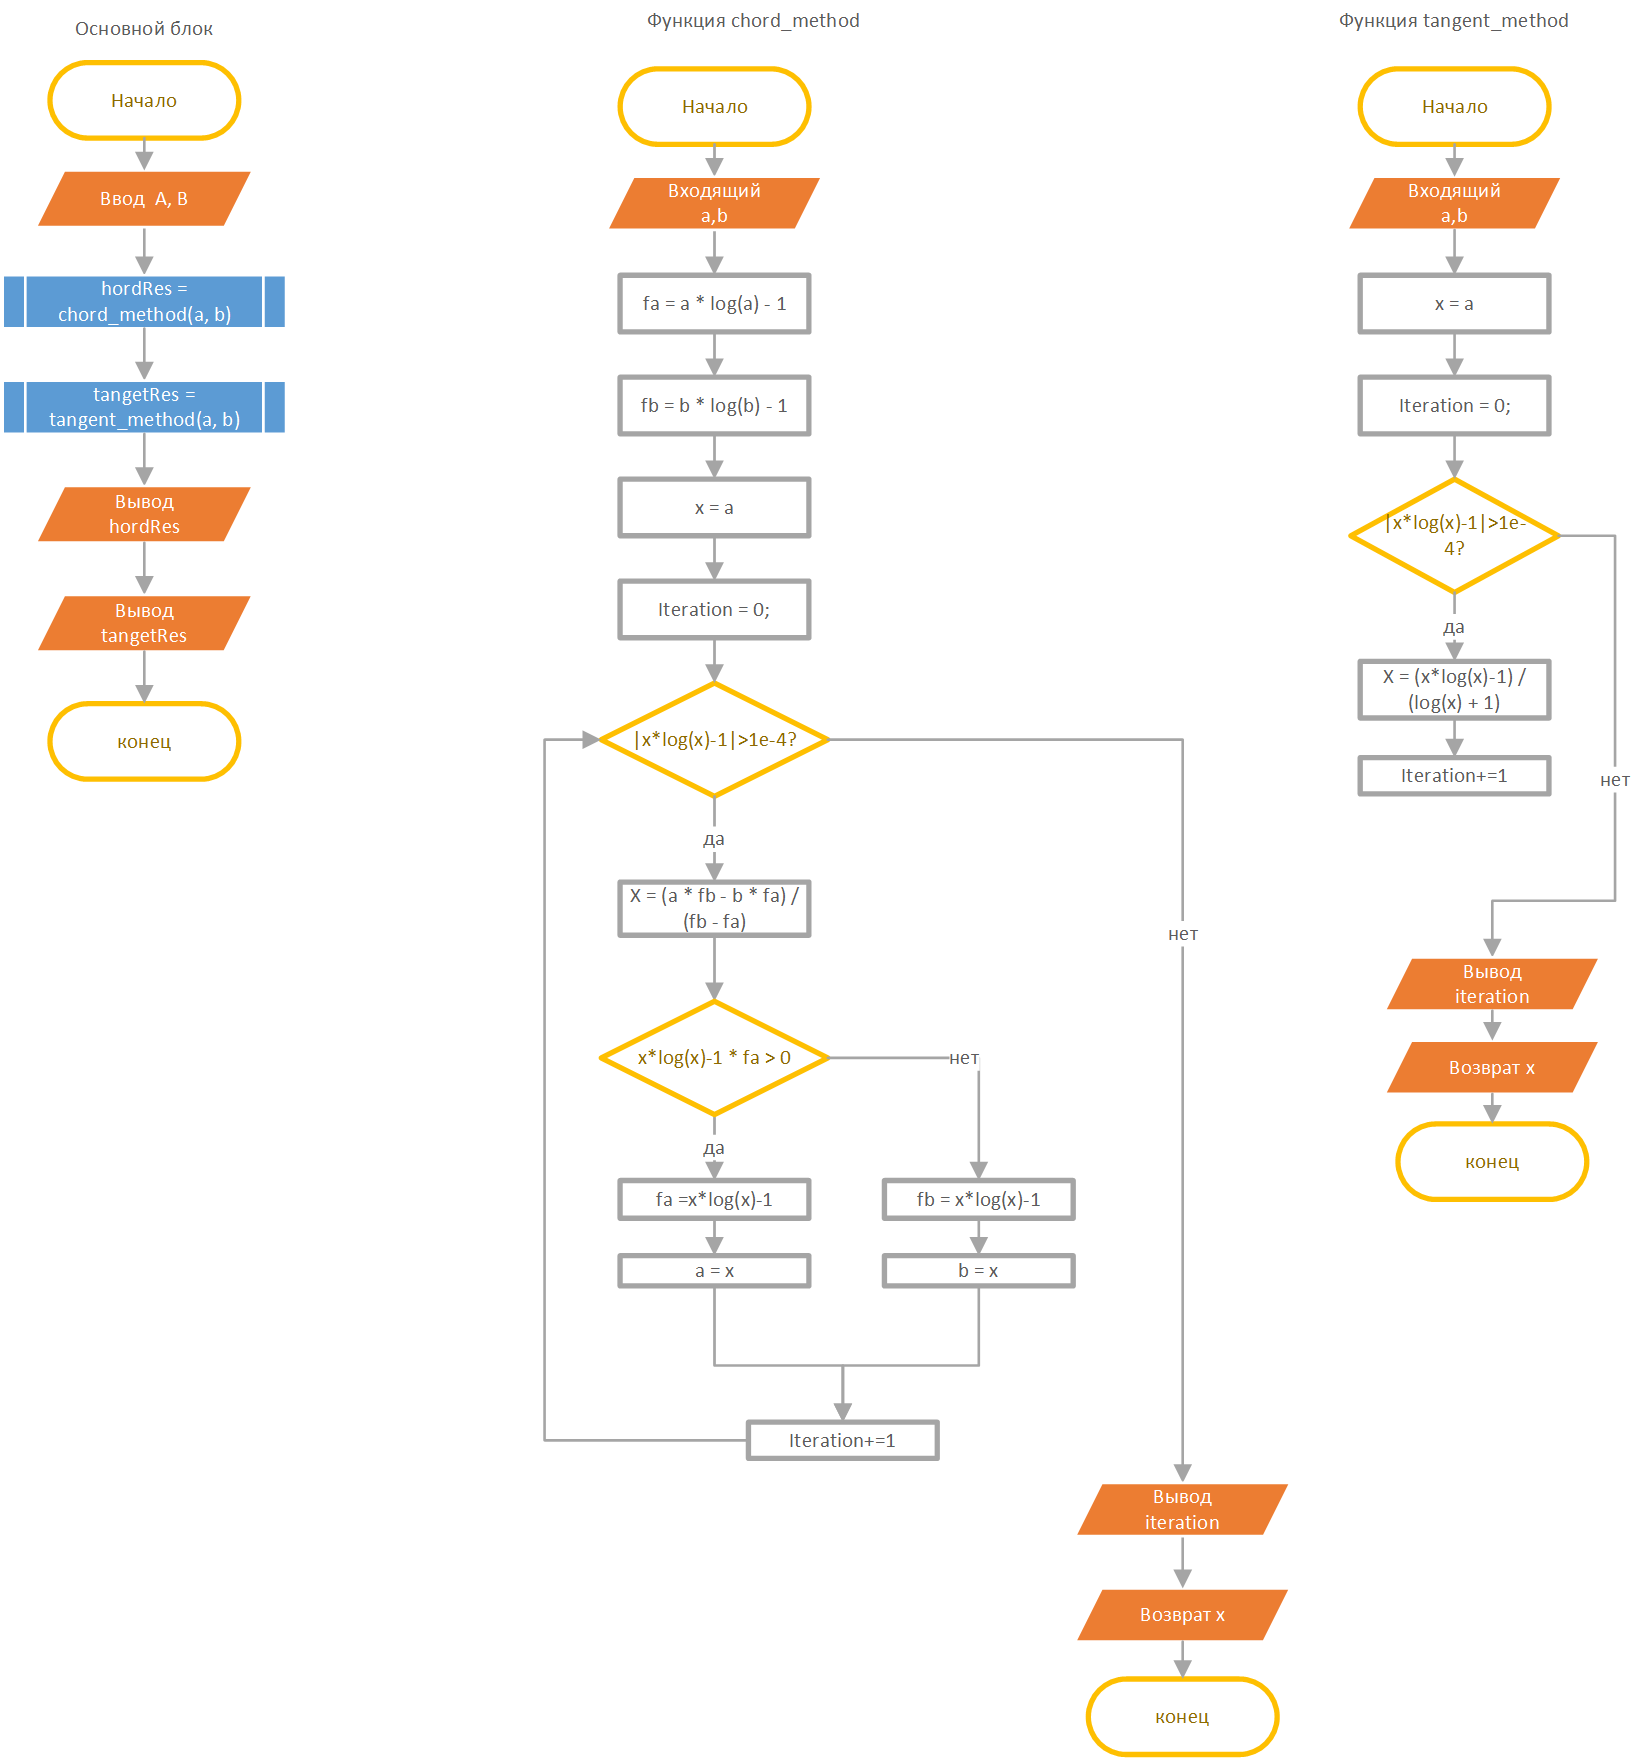 Основной блок
Начало
Ввод  A, B
hordRes =
chord_method(a, b)
tangetRes =
tangent_method(a, b)
Вывод
hordRes
Вывод
tangetRes
конец
Функция chord_method
Начало
Входящий
a,b
fa = a * log(a) - 1
fb = b * log(b) - 1
x = a
Iteration = 0;
|x*log(x)-1|>1e-4?
да
X = (a * fb - b * fa) /
(fb - fa)
нет
x*log(x)-1 * fa > 0
нет
да
fa =x*log(x)-1
fb = x*log(x)-1
a = x
b = x
Iteration+=1
Вывод
iteration
Возврат x
конец
Функция tangent_method
Начало
Входящий
a,b
x = a
Iteration = 0;
|x*log(x)-1|>1e-
4?
да
X = (x*log(x)-1) /
(log(x) + 1)
Iteration+=1
нет
Вывод
iteration
Возврат x
конец